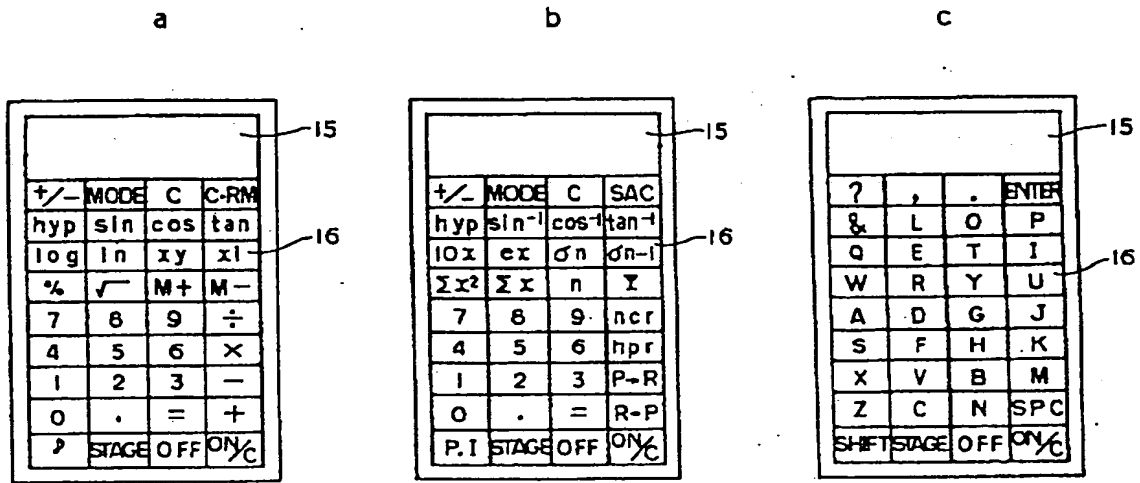 a b c
15 15 15
+/− MODE C C·RM
hyp sin cos tan
log ln xy x!
% √ M+ M−
7 8 9 ÷
4 5 6 ×
1 2 3 −
0 . = +
STAGE OFF ON/C
16
+/− MODE C SAC
hyp sin⁻¹ cos⁻¹ tan⁻¹
10x ex σn σn-1
Σx² Σx n
7 8 9 ncr
4 5 6 hpr
1 2 3 P→R
0 . = R-P
P.I STAGE OFF ON/C
16
? , . ENTER
& L O P
Q E T I
W R Y U
A D G J
S F H K
X V B M
Z C N SPC
SHIFT STAGE OFF ON/C
16